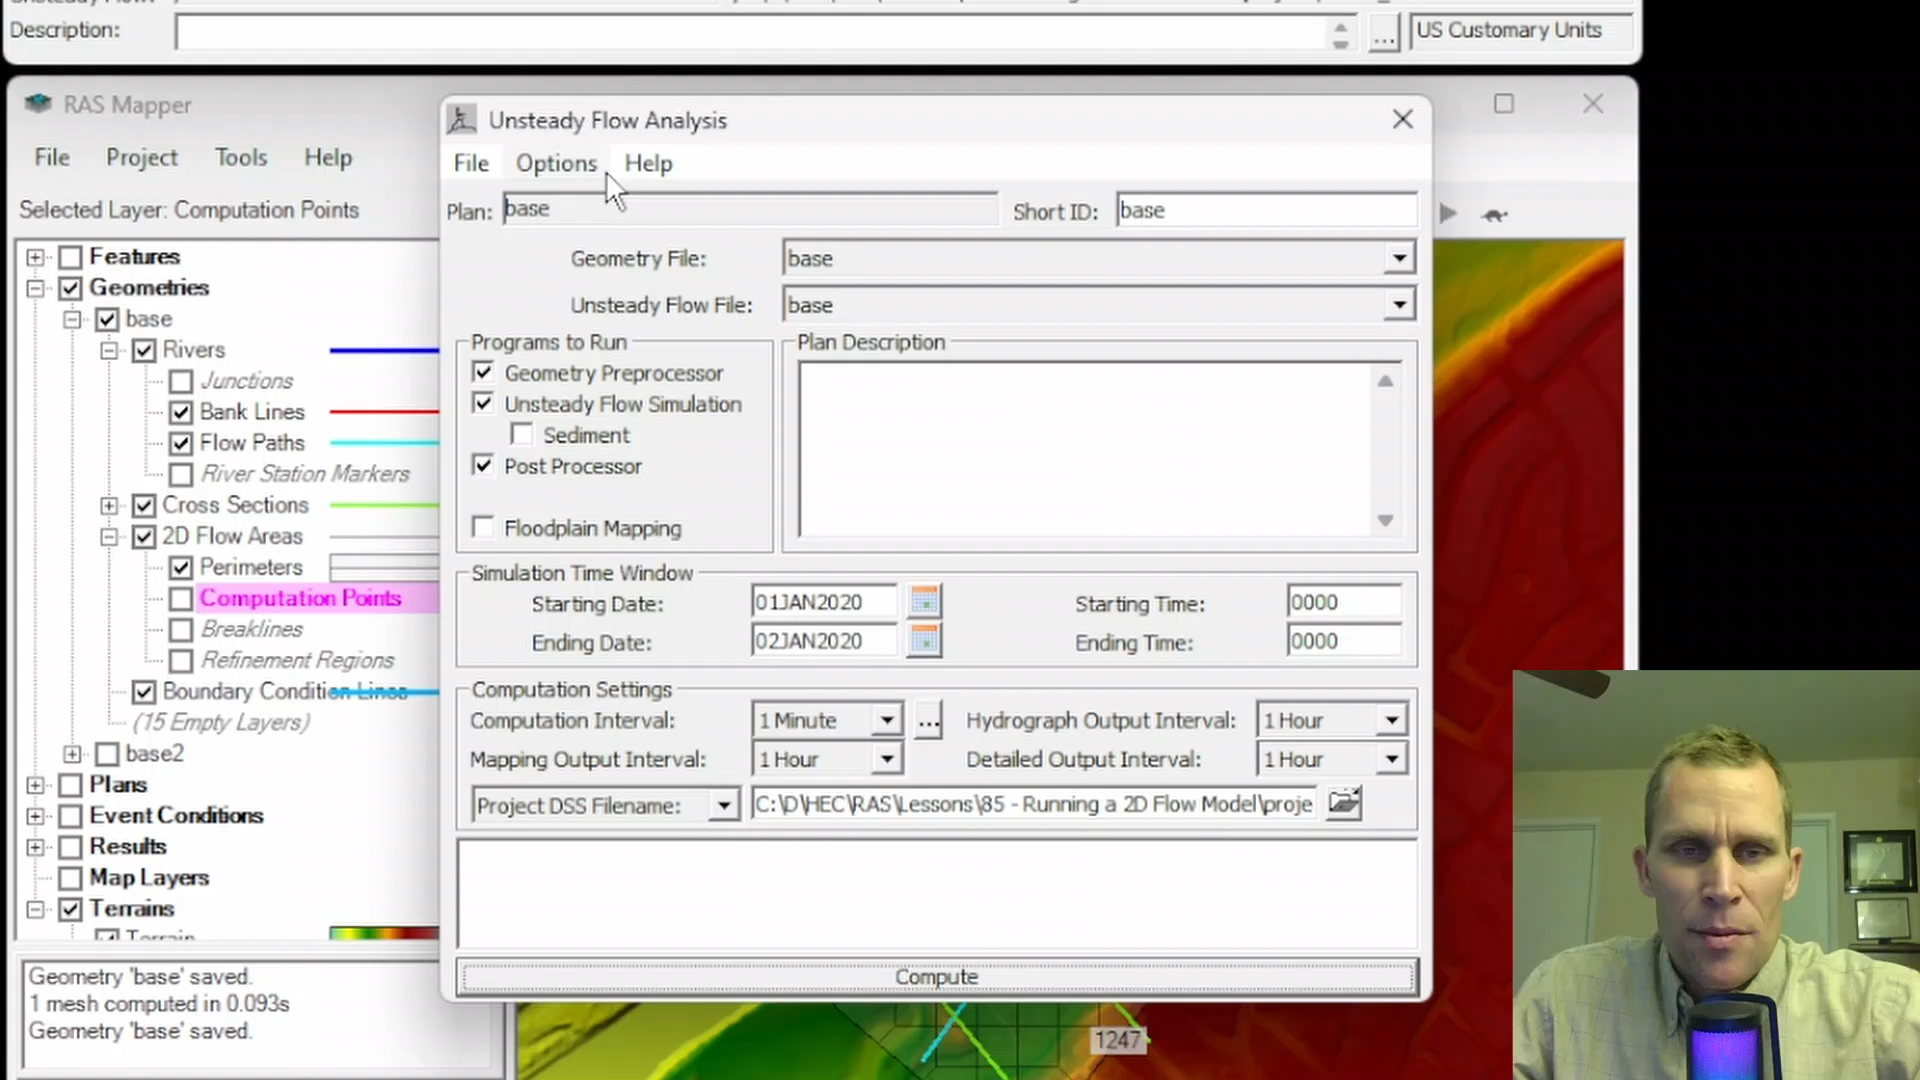 Description:
...
US Customary Units
RAS Mapper
File Project Tools Help
Selected Layer: Computation Points
Features
Geometries
base
Rivers
Junctions
Bank Lines
Flow Paths
River Station Markers
Cross Sections
2D Flow Areas
Perimeters
Computation Points
Breaklines
Refinement Regions
Boundary Condition Lines
(15 Empty Layers)
base2
Plans
Event Conditions
Results
Map Layers
Terrains
Terrain
Geometry 'base' saved.
1 mesh computed in 0.093s
Geometry 'base' saved.
Unsteady Flow Analysis
File Options Help
Plan: base Short ID: base
Geometry File: base
Unsteady Flow File: base
Programs to Run
Geometry Preprocessor
Unsteady Flow Simulation
Sediment
Post Processor
Floodplain Mapping
Plan Description
Simulation Time Window
Starting Date: 01JAN2020 Starting Time: 0000
Ending Date: 02JAN2020 Ending Time: 0000
Computation Settings
Computation Interval: 1 Minute ... Hydrograph Output Interval: 1 Hour
Mapping Output Interval: 1 Hour Detailed Output Interval: 1 Hour
Project DSS Filename: C:\D\HEC\RAS\Lessons\85 - Running a 2D Flow Model\proje
Compute
1247